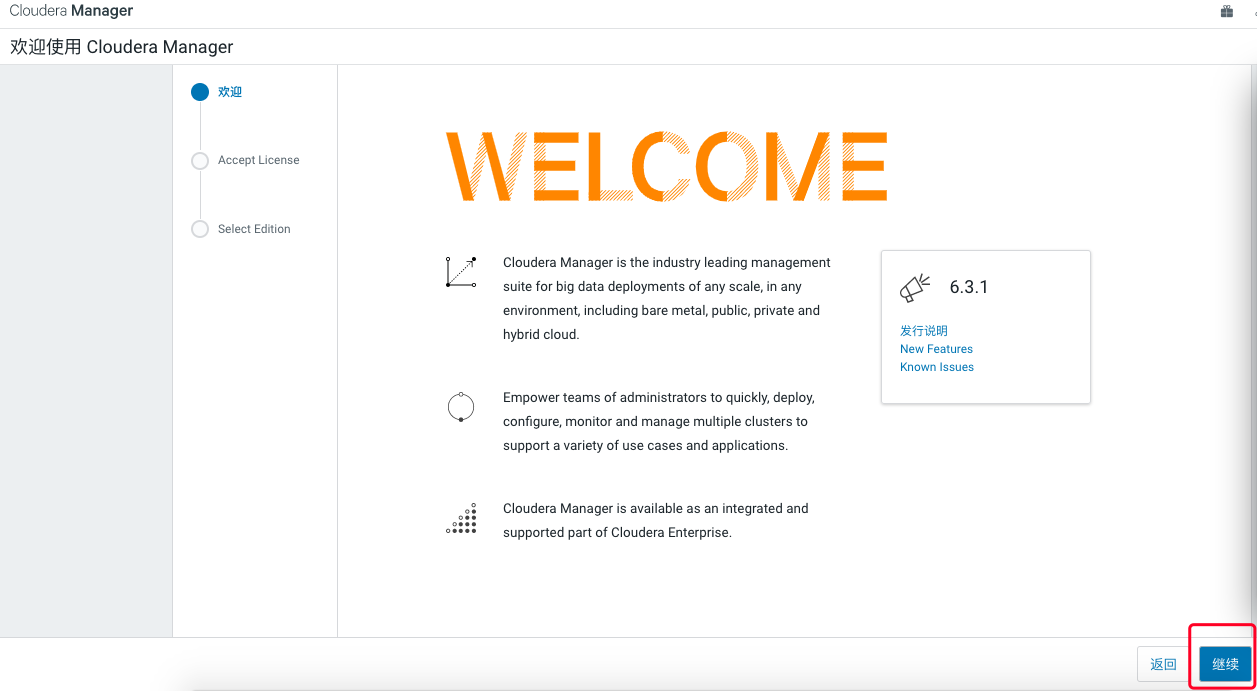 Cloudera Manager
欢迎使用 Cloudera Manager
欢迎
Accept License
Select Edition
WELCOME
Cloudera Manager is the industry leading management
suite for big data deployments of any scale, in any
environment, including bare metal, public, private and
hybrid cloud.
Empower teams of administrators to quickly, deploy,
configure, monitor and manage multiple clusters to
support a variety of use cases and applications.
Cloudera Manager is available as an integrated and
supported part of Cloudera Enterprise.
6.3.1
发行说明
New Features
Known Issues
返回
继续